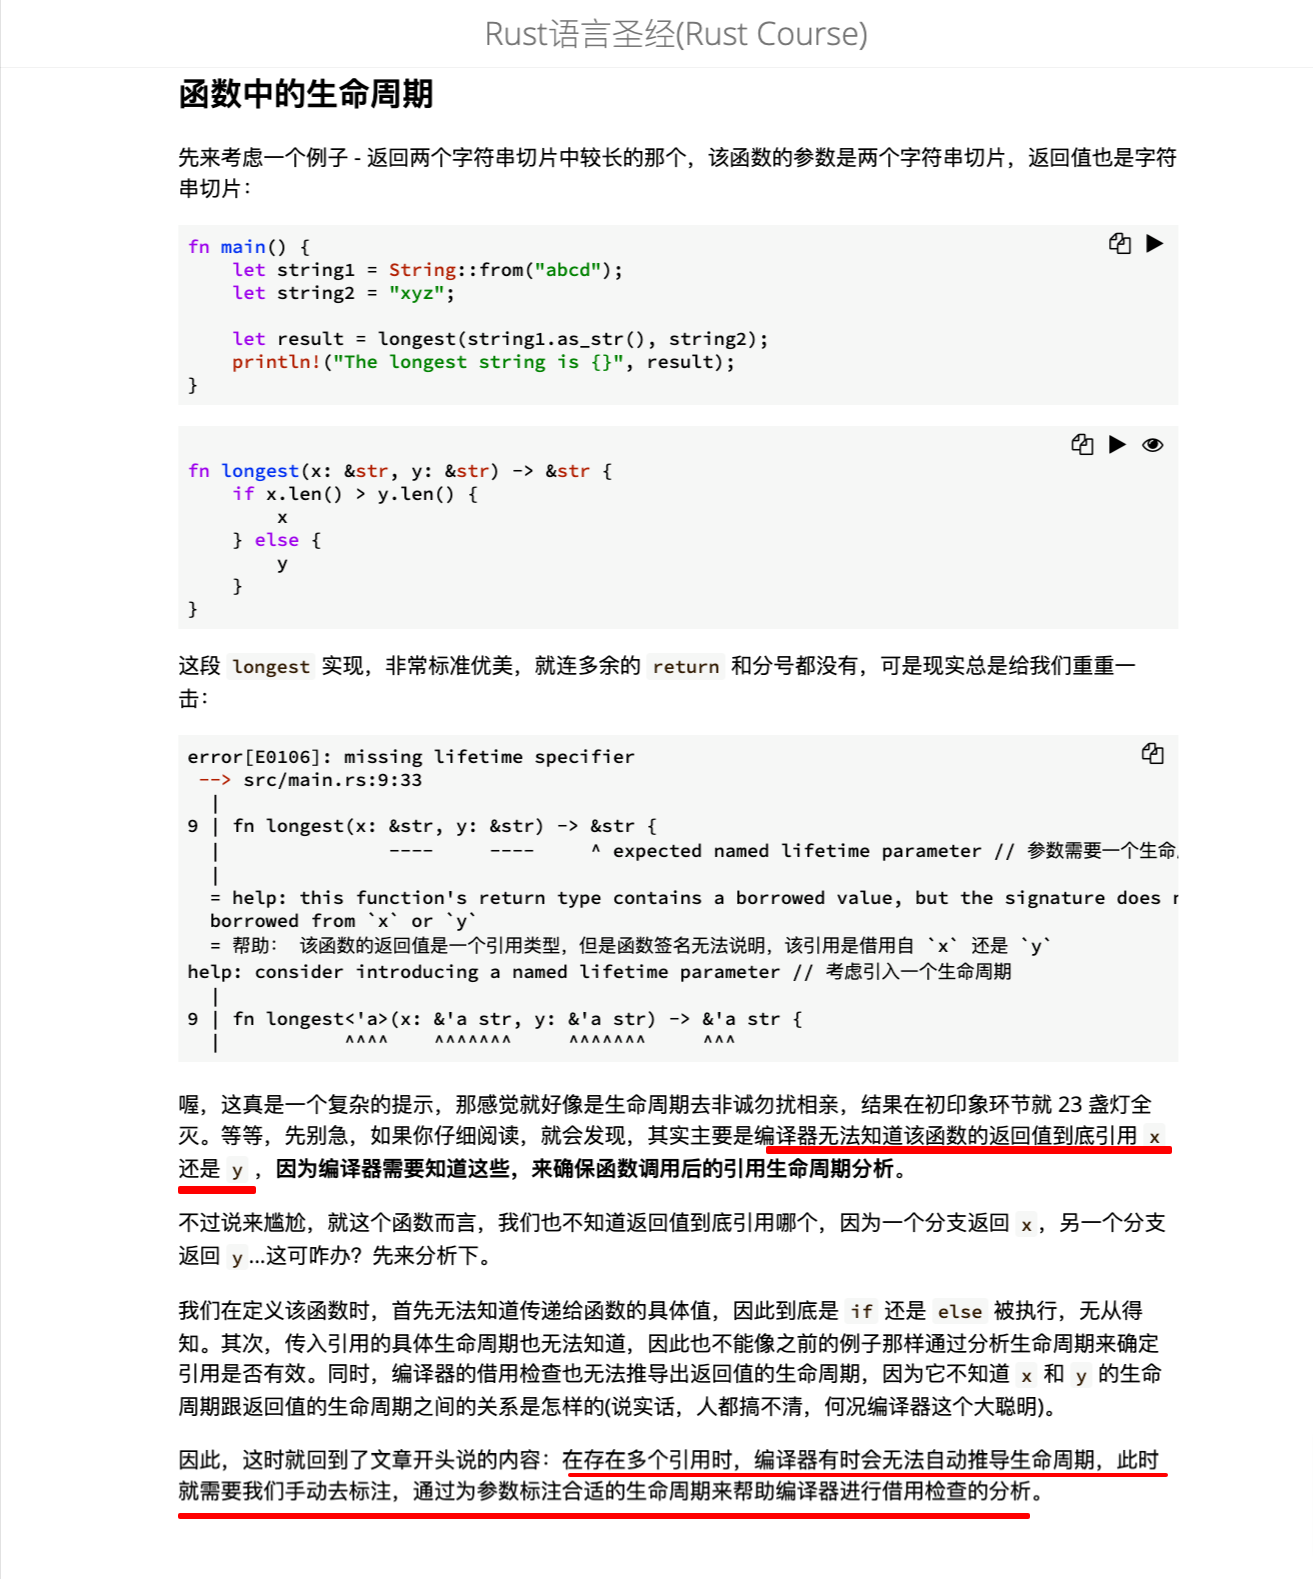 Rust语言圣经(Rust Course)
函数中的生命周期
先来考虑一个例子 - 返回两个字符串切片中较长的那个，该函数的参数是两个字符串切片，返回值也是字符
串切片：
fn main() {
    let string1 = String::from("abcd");
    let string2 = "xyz";
    let result = longest(string1.as_str(), string2);
    println!("The longest string is {}", result);
}
fn longest(x: &str, y: &str) -> &str {
    if x.len() > y.len() {
        x
    } else {
        y
    }
}
这段 longest 实现，非常标准优美，就连多余的 return 和分号都没有，可是现实总是给我们重重一
击：
error[E0106]: missing lifetime specifier
 --> src/main.rs:9:33
  |
9 | fn longest(x: &str, y: &str) -> &str {
  |               ----     ----     ^ expected named lifetime parameter // 参数需要一个生命
  |
  = help: this function's return type contains a borrowed value, but the signature does
  borrowed from `x` or `y`
  = 帮助： 该函数的返回值是一个引用类型，但是函数签名无法说明，该引用是借用自 `x` 还是 `y`
help: consider introducing a named lifetime parameter // 考虑引入一个生命周期
  |
9 | fn longest<'a>(x: &'a str, y: &'a str) -> &'a str {
  |           ^^^^    ^^^^^^^     ^^^^^^^     ^^^
喔，这真是一个复杂的提示，那感觉就好像是生命周期去非诚勿扰相亲，结果在初印象环节就 23 盏灯全
灭。等等，先别急，如果你仔细阅读，就会发现，其实主要是编译器无法知道该函数的返回值到底引用 x
还是 y ，因为编译器需要知道这些，来确保函数调用后的引用生命周期分析。
不过说来尴尬，就这个函数而言，我们也不知道返回值到底引用哪个，因为一个分支返回 x ，另一个分支
返回 y ...这可咋办？先来分析下。
我们在定义该函数时，首先无法知道传递给函数的具体值，因此到底是 if 还是 else 被执行，无从得
知。其次，传入引用的具体生命周期也无法知道，因此也不能像之前的例子那样通过分析生命周期来确定
引用是否有效。同时，编译器的借用检查也无法推导出返回值的生命周期，因为它不知道 x 和 y 的生命
周期跟返回值的生命周期之间的关系是怎样的(说实话，人都搞不清，何况编译器这个大聪明)。
因此，这时就回到了文章开头说的内容：在存在多个引用时，编译器有时会无法自动推导生命周期，此时
就需要我们手动去标注，通过为参数标注合适的生命周期来帮助编译器进行借用检查的分析。